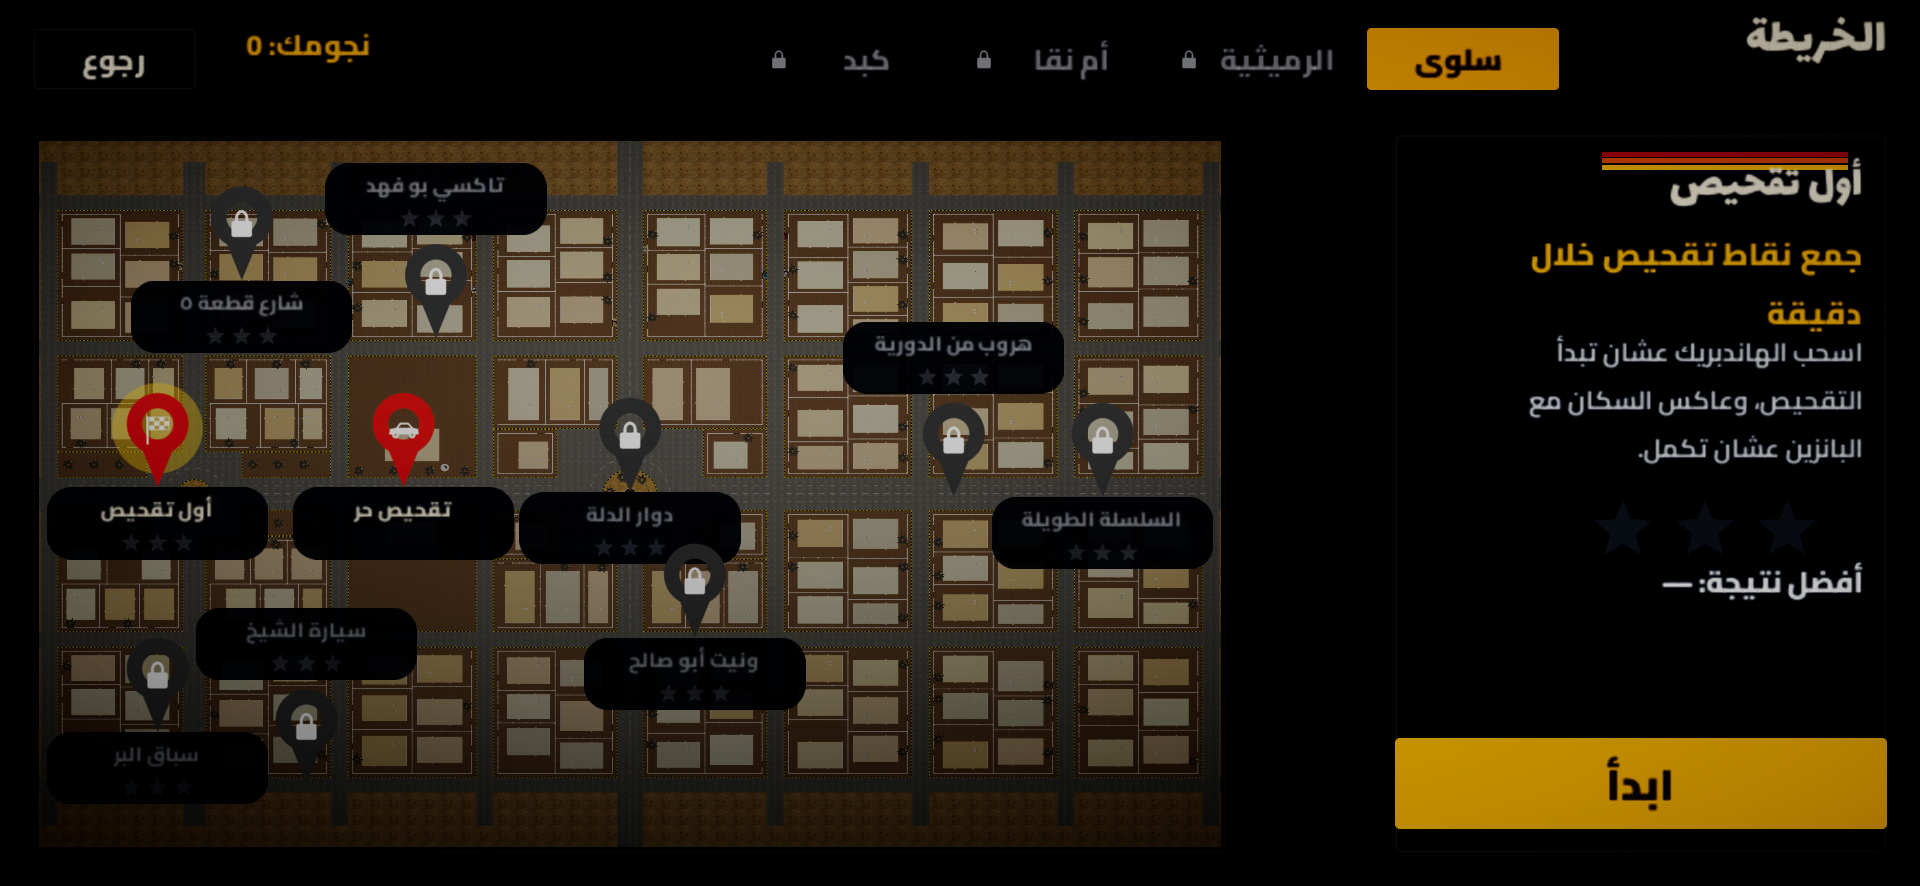 الخريطة
سلوى
الرميثية
أم نقا
كبد
نجومك: 0
رجوع
أول تقحيص
جمع نقاط تقحيص خلال
دقيقة
اسحب الهاندبريك عشان تبدأ
التقحيص، وعاكس السكان مع
البانزين عشان تكمل.
أفضل نتيجة: —
ابدأ
تاكسي بو فهد
شارع قطعة ٥
هروب من الدورية
السلسلة الطويلة
دوار الدلة
تقحيص حر
أول تقحيص
سيارة الشيخ
ونيت أبو صالح
سباق البر